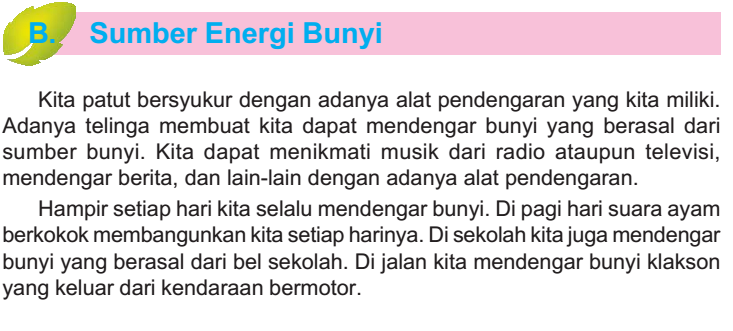 B. Sumber Energi Bunyi
Kita patut bersyukur dengan adanya alat pendengaran yang kita miliki.
Adanya telinga membuat kita dapat mendengar bunyi yang berasal dari
sumber bunyi. Kita dapat menikmati musik dari radio ataupun televisi,
mendengar berita, dan lain-lain dengan adanya alat pendengaran.
Hampir setiap hari kita selalu mendengar bunyi. Di pagi hari suara ayam
berkokok membangunkan kita setiap harinya. Di sekolah kita juga mendengar
bunyi yang berasal dari bel sekolah. Di jalan kita mendengar bunyi klakson
yang keluar dari kendaraan bermotor.